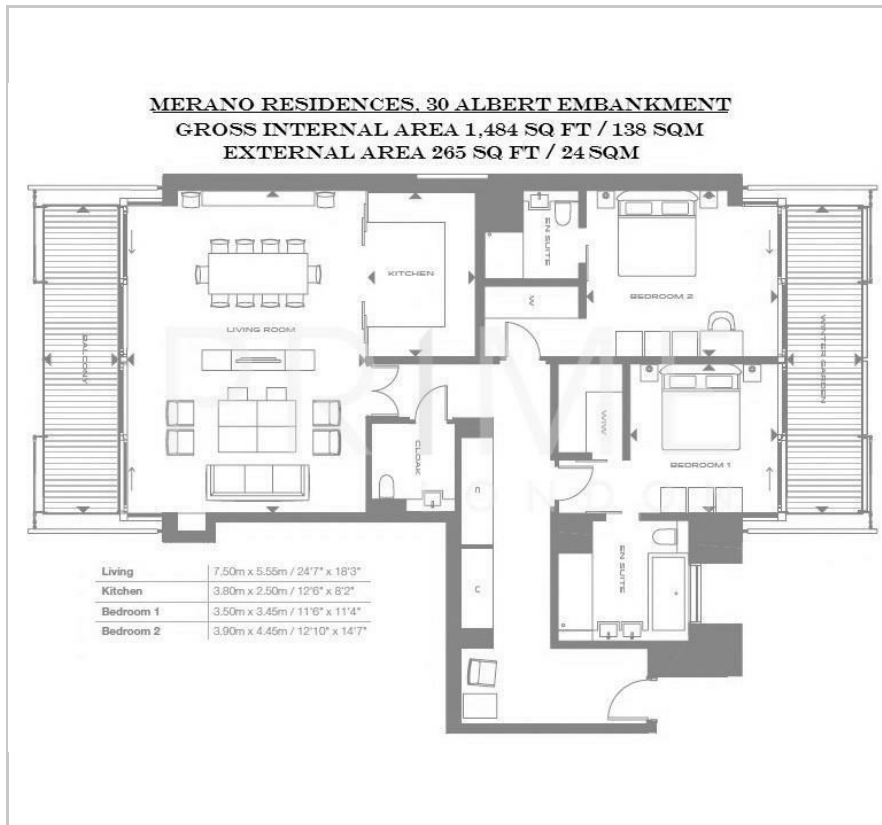 MERANO RESIDENCES, 30 ALBERT EMBANKMENT
GROSS INTERNAL AREA 1,484 SQ FT / 138 SQM
EXTERNAL AREA 265 SQ FT / 24 SQM
BALCONY
LIVING ROOM
KITCHEN
EN SUITE
W
BEDROOM 2
WINTER GARDEN
PRIME
LONDON
CLOAK
U
C
WIW
BEDROOM 1
EN SUITE
Living 7.50m x 5.55m / 24'7" x 18'3"
Kitchen 3.80m x 2.50m / 12'6" x 8'2"
Bedroom 1 3.50m x 3.45m / 11'6" x 11'4"
Bedroom 2 3.90m x 4.45m / 12'10" x 14'7"